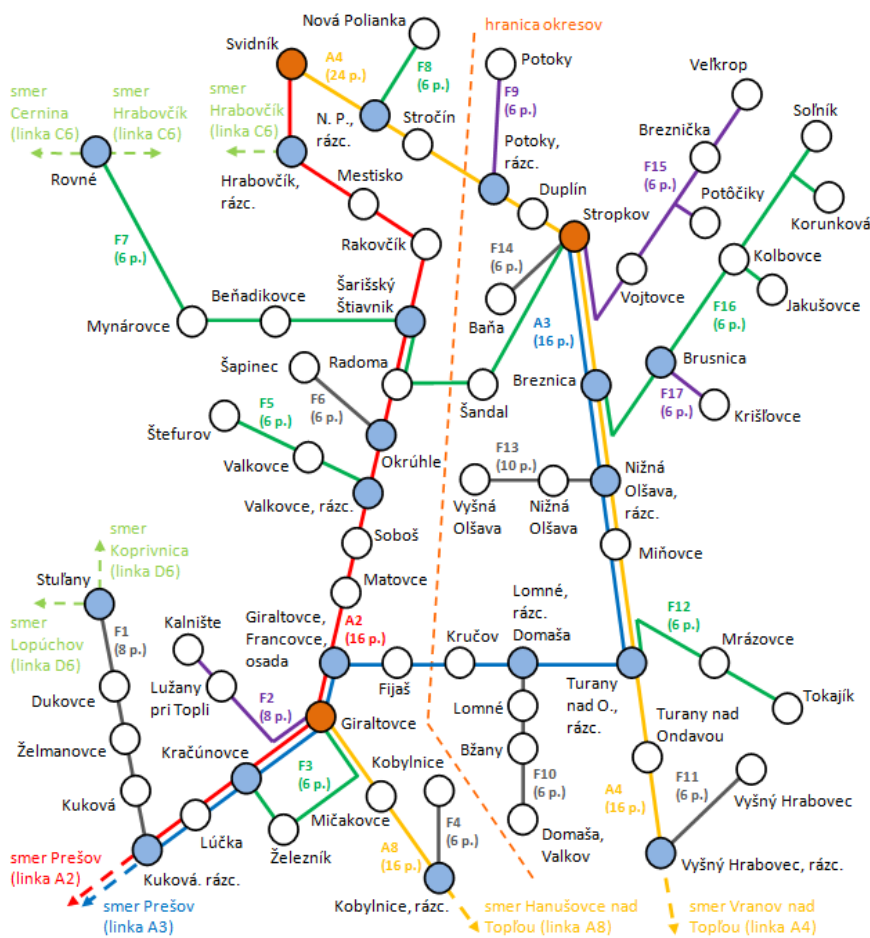 Nová Polianka
hranica okresov
Svidník
A4
(24 p.)
F8
(6 p.)
Potoky
Veľkrop
smer
Cernina
(linka C6)
smer
Hrabovčík
(linka C6)
smer
Hrabovčík
(linka C6)
N. P.,
rázc.
Stročín
F9
(6 p.)
Potoky,
rázc.
Breznička
Soľník
F15
(6 p.)
Rovné
Hrabovčík,
rázc.
Mestisko
Duplín
Stropkov
Potôčiky
Korunková
Rakovčík
F7
(6 p.)
F14
(6 p.)
Kolbovce
Vojtovce
Jakušovce
Beňadikovce
Šarišský
Štiavnik
Baňa
A3
(16 p.)
F16
(6 p.)
Mynárovce
Šapinec
Radoma
Brusnica
Breznica
F6
(6 p.)
F5
(6 p.)
Šandal
F17
(6 p.)
Krišľovce
Štefurov
Okrúhle
F13
(10 p.)
Valkovce
Nižná
Olšava,
rázc.
Valkovce, rázc.
Vyšná
Olšava
Nižná
Olšava
smer
Koprivnica
(linka D6)
Soboš
Miňovce
Stuľany
Matovce
Kalnište
Giraltovce,
Francovce,
osada
A2
(16 p.)
Lomné,
rázc.
Domaša
F12
(6 p.)
smer
Lopúchov
(linka D6)
F1
(8 p.)
Kručov
Mrázovce
Dukovce
Lužany
pri Topli
F2
(8 p.)
Fijaš
Turany
nad O.,
rázc.
Tokajík
Lomné
Želmanovce
Giraltovce
Turany nad
Ondavou
Kračúnovce
Bžany
Kobylnice
F3
(6 p.)
F10
(6 p.)
A4
(16 p.)
F11
(6 p.)
Kuková
Vyšný Hrabovec
Mičakovce
F4
(6 p.)
Lúčka
Železník
Domaša,
Valkov
A8
(16 p.)
smer Prešov
(linka A2)
Kuková. rázc.
Vyšný Hrabovec, rázc.
smer Prešov
(linka A3)
Kobylnice, rázc.
smer Hanušovce nad
Topľou (linka A8)
smer Vranov nad
Topľou (linka A4)